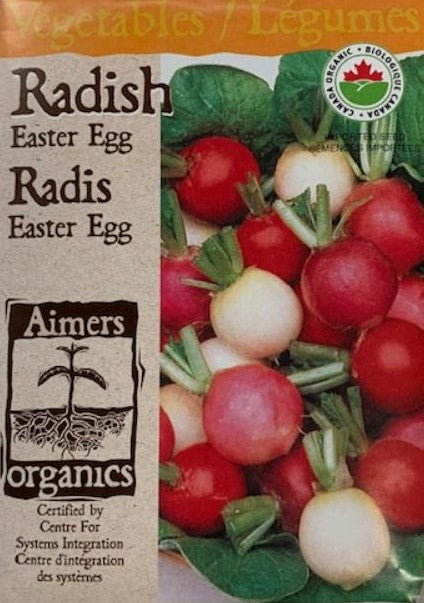 Vegetables / Légumes
Radish
Easter Egg
Radis
Easter Egg
CANADA ORGANIC • BIOLOGIQUE CANADA
IMPORTED SEED
SEMENCES IMPORTÉES
Aimers
organics
Certified by
Centre For
Systems Integration
Centre d'intégration
des systèmes